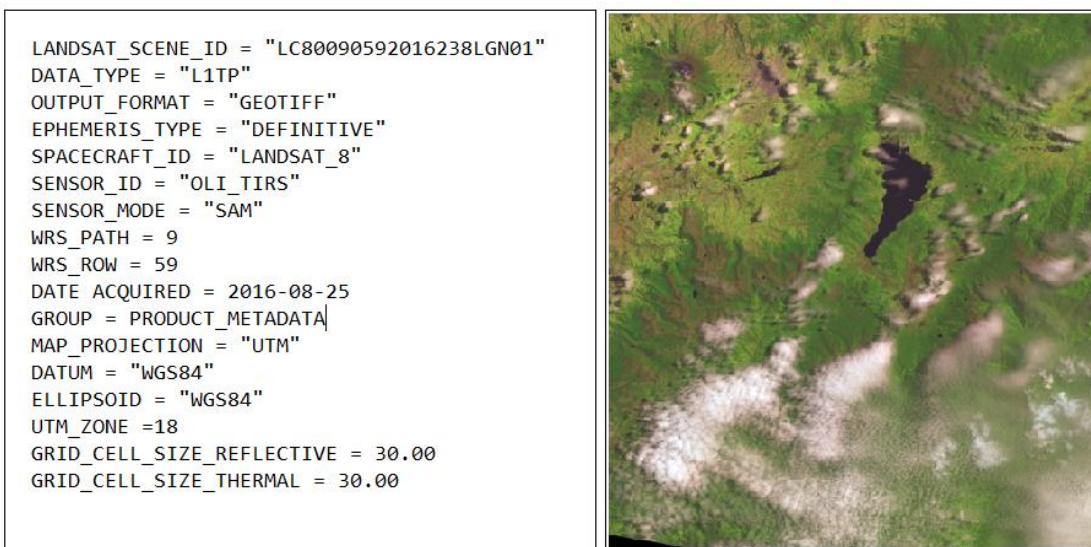 LANDSAT_SCENE_ID = "LC80090592016238LGN01"
DATA_TYPE = "L1TP"
OUTPUT_FORMAT = "GEOTIFF"
EPHEMERIS_TYPE = "DEFINITIVE"
SPACECRAFT_ID = "LANDSAT_8"
SENSOR_ID = "OLI_TIRS"
SENSOR_MODE = "SAM"
WRS_PATH = 9
WRS_ROW = 59
DATE ACQUIRED = 2016-08-25
GROUP = PRODUCT_METADATA
MAP_PROJECTION = "UTM"
DATUM = "WGS84"
ELLIPSOID = "WGS84"
UTM_ZONE =18
GRID_CELL_SIZE_REFLECTIVE = 30.00
GRID_CELL_SIZE_THERMAL = 30.00